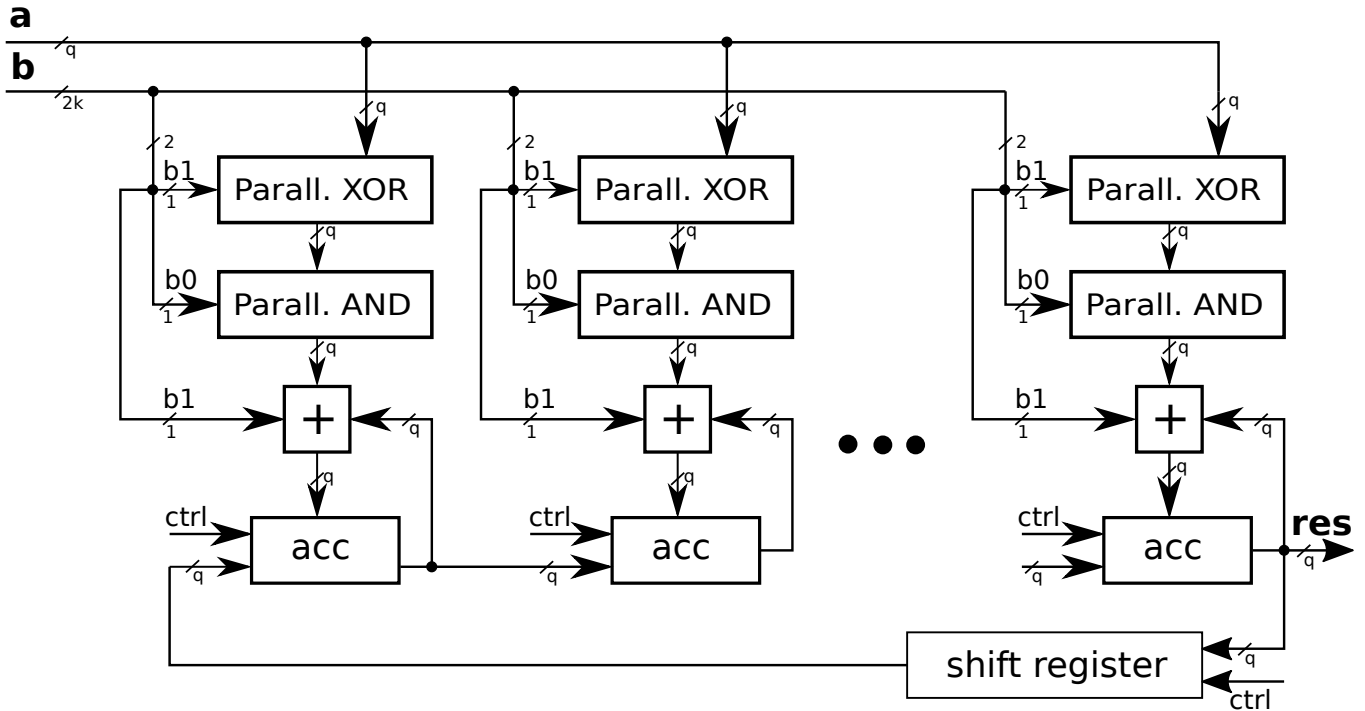 a
q
b
2k
q q q
2 2 2
b1 b1 b1
1 1 1
Parall. XOR Parall. XOR Parall. XOR
q q q
b0 b0 b0
1 1 1
Parall. AND Parall. AND Parall. AND
q q q
b1 b1 b1
1 1 1
+ + +
q q q
q q q
ctrl ctrl ctrl
acc acc acc
res
q q q q
shift register
q
ctrl